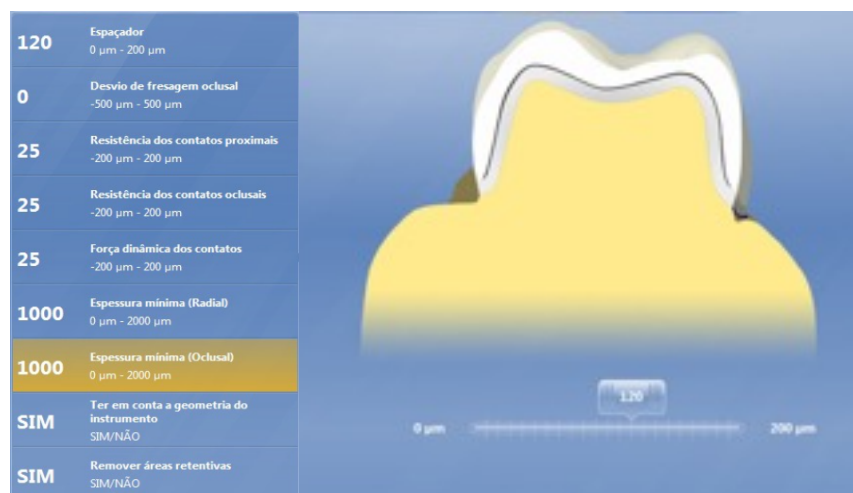 120
Espaçador
0 µm - 200 µm
0
Desvio de fresagem oclusal
-500 µm - 500 µm
25
Resistência dos contatos proximais
-200 µm - 200 µm
25
Resistência dos contatos oclusais
-200 µm - 200 µm
25
Força dinâmica dos contatos
-200 µm - 200 µm
1000
Espessura mínima (Radial)
0 µm - 2000 µm
1000
Espessura mínima (Oclusal)
0 µm - 2000 µm
SIM
Ter em conta a geometria do
instrumento
SIM/NÃO
SIM
Remover áreas retentivas
SIM/NÃO
120
0 µm
200 µm